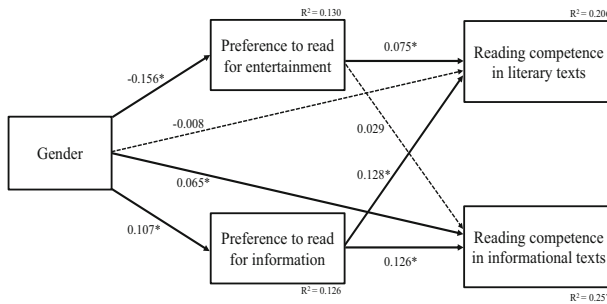 R² = 0.130
R² = 0.206
Preference to read
for entertainment
0.075*
Reading competence
in literary texts
-0.156*
-0.008
0.029
Gender
0.128*
0.065*
0.107*
Preference to read
for information
0.126*
Reading competence
in informational texts
R² = 0.126
R² = 0.257